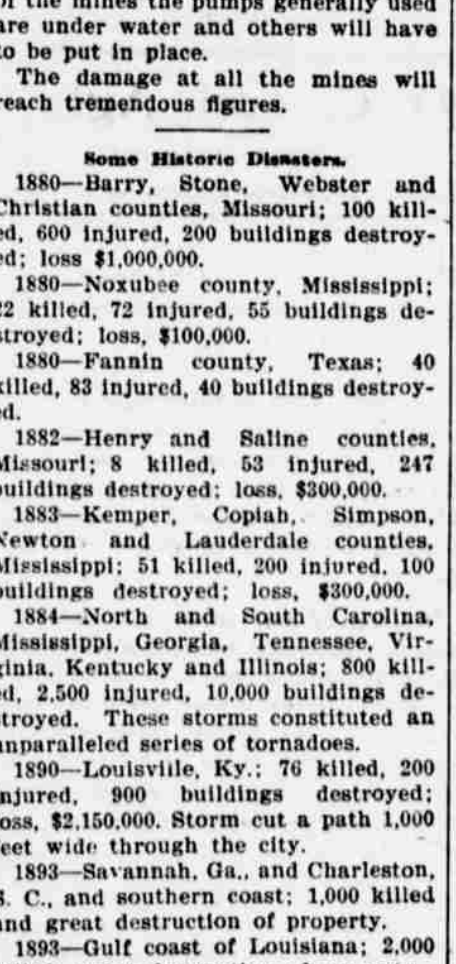 of the mines the pumps generally used
are under water and others will have
to be put in place.
The damage at all the mines will
reach tremendous figures.
Some Historic Disasters.
1880—Barry, Stone, Webster and
Christian counties, Missouri; 100 kill-
ed, 600 injured, 200 buildings destroy-
ed; loss $1,000,000.
1880—Noxubee county, Mississippi;
22 killed, 72 injured, 55 buildings de-
stroyed; loss, $100,000.
1880—Fannin county, Texas; 40
killed, 83 injured, 40 buildings destroy-
ed.
1882—Henry and Saline counties,
Missouri; 8 killed, 53 injured, 247
buildings destroyed; loss, $300,000.
1883—Kemper, Copiah, Simpson,
Newton and Lauderdale counties,
Mississippi; 51 killed, 200 injured, 100
buildings destroyed; loss, $300,000.
1884—North and South Carolina,
Mississippi, Georgia, Tennessee, Vir-
ginia, Kentucky and Illinois; 800 kill-
ed, 2,500 injured, 10,000 buildings de-
stroyed. These storms constituted an
unparalleled series of tornadoes.
1890—Louisville, Ky.; 76 killed, 200
injured, 900 buildings destroyed;
loss, $2,150,000. Storm cut a path 1,000
feet wide through the city.
1893—Savannah, Ga., and Charleston,
S. C., and southern coast; 1,000 killed
and great destruction of property.
1893—Gulf coast of Louisiana; 2,000